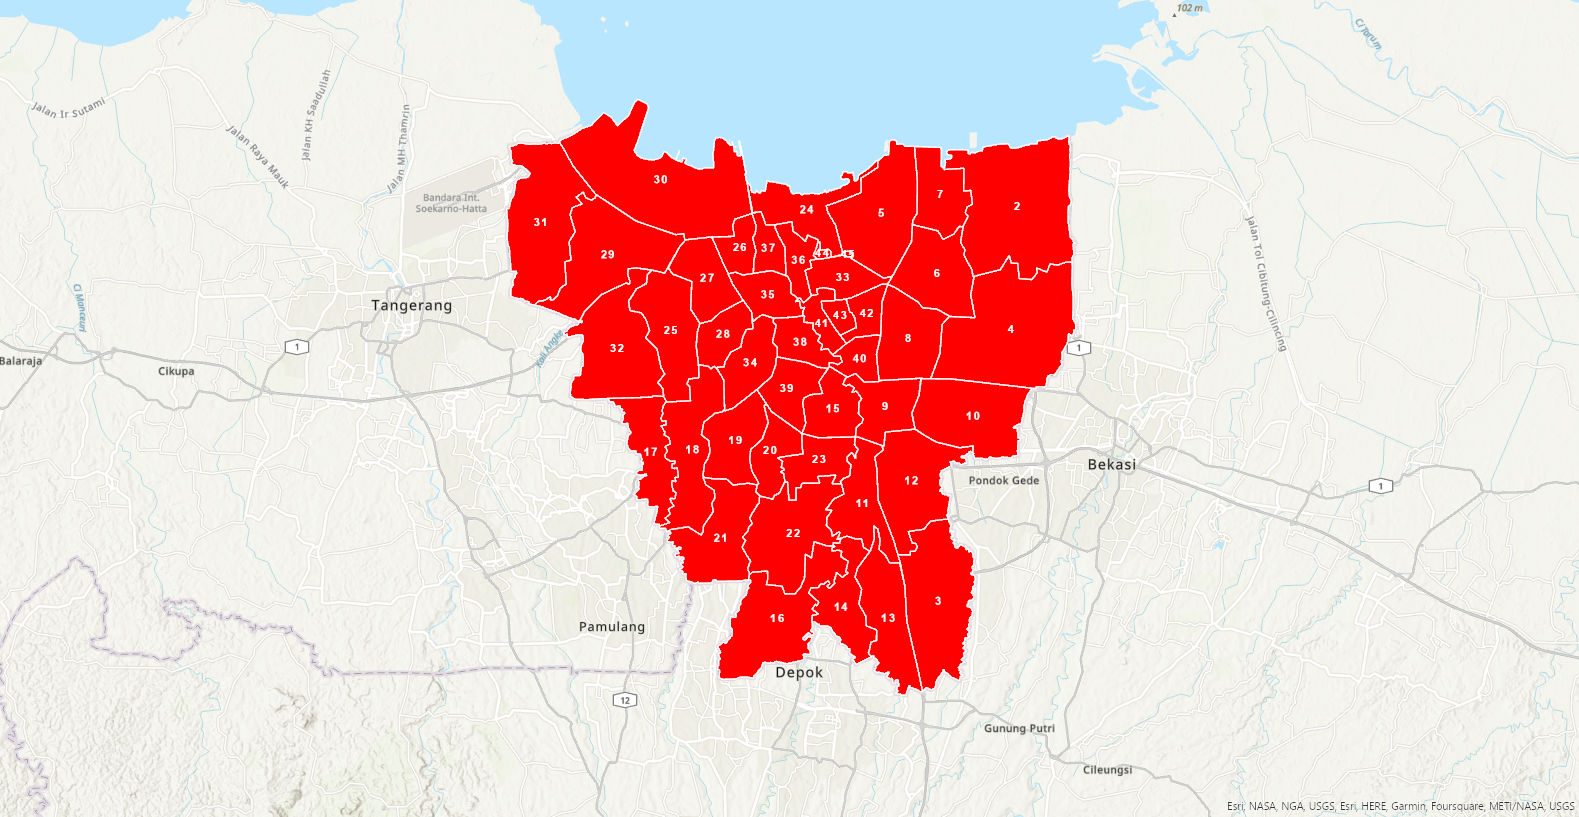 102 m
Ci Tarum
Jalan Ir Sutami
Jalan KH Saadullah
Jalan Raya Mauk
Jalan MH Thamrin
Bandara Int.
Soekarno-Hatta
30
7
2
31
24
5
Jalan Tol Cibitung-Cilincing
29
26
37
36
33
6
27
35
Ci Manceuri
Tangerang
43
42
41
25
28
38
8
4
1
32
Kali Angke
1
Balaraja
34
40
Cikupa
39
15
9
10
19
17
18
20
23
Bekasi
12
Pondok Gede
1
11
22
21
3
14
16
13
Pamulang
Depok
12
Gunung Putri
Cileungsi
Esri, NASA, NGA, USGS, Esri, HERE, Garmin, Foursquare, METI/NASA, USGS